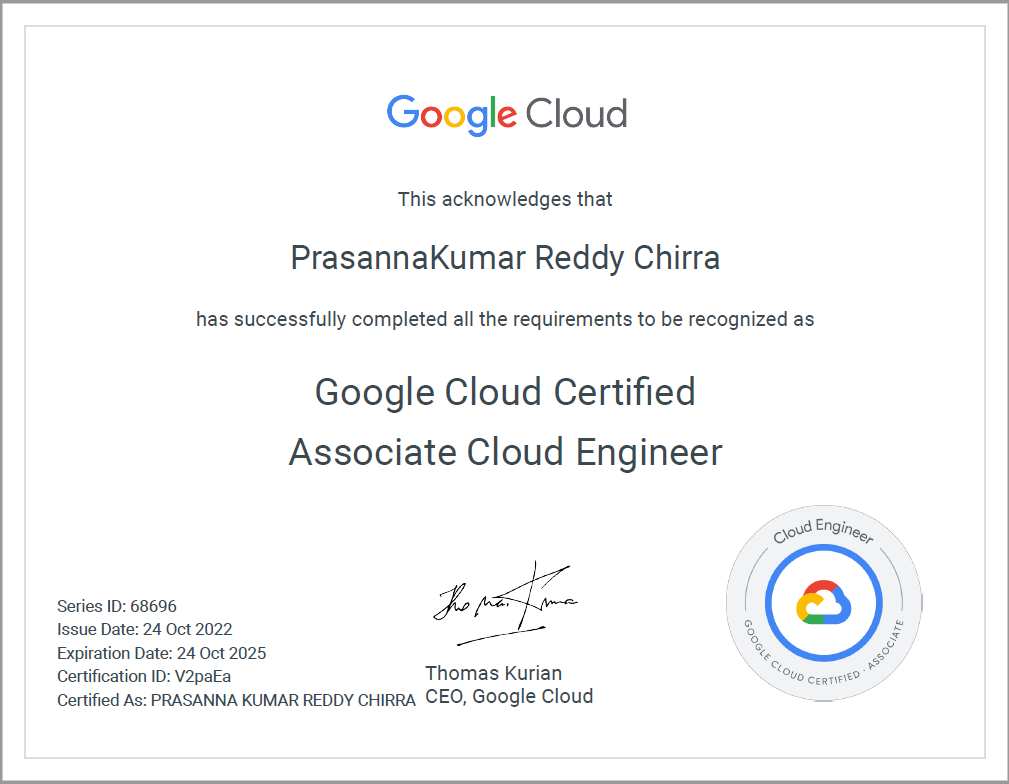 Google Cloud
This acknowledges that
PrasannaKumar Reddy Chirra
has successfully completed all the requirements to be recognized as
Google Cloud Certified
Associate Cloud Engineer
Series ID: 68696
Issue Date: 24 Oct 2022
Expiration Date: 24 Oct 2025
Certification ID: V2paEa
Certified As: PRASANNA KUMAR REDDY CHIRRA
Thomas Kurian
CEO, Google Cloud
Cloud Engineer
GOOGLE CLOUD CERTIFIED · ASSOCIATE